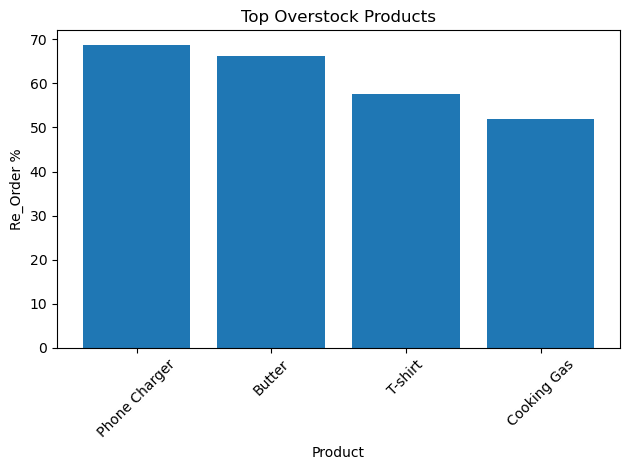 Top Overstock Products
70
60
50
40
30
20
10
0
Re_Order %
Phone Charger
Butter
T-shirt
Cooking Gas
Product